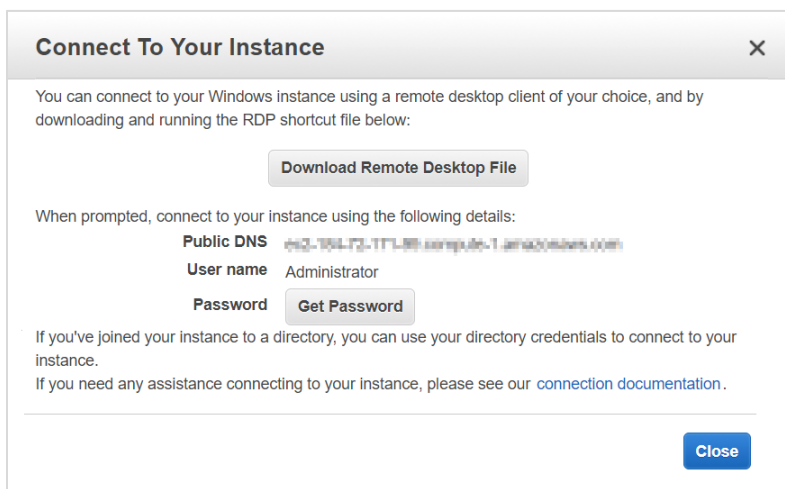 Connect To Your Instance
You can connect to your Windows instance using a remote desktop client of your choice, and by
downloading and running the RDP shortcut file below:
Download Remote Desktop File
When prompted, connect to your instance using the following details:
Public DNS
User name Administrator
Password Get Password
If you've joined your instance to a directory, you can use your directory credentials to connect to your
instance.
If you need any assistance connecting to your instance, please see our connection documentation.
Close